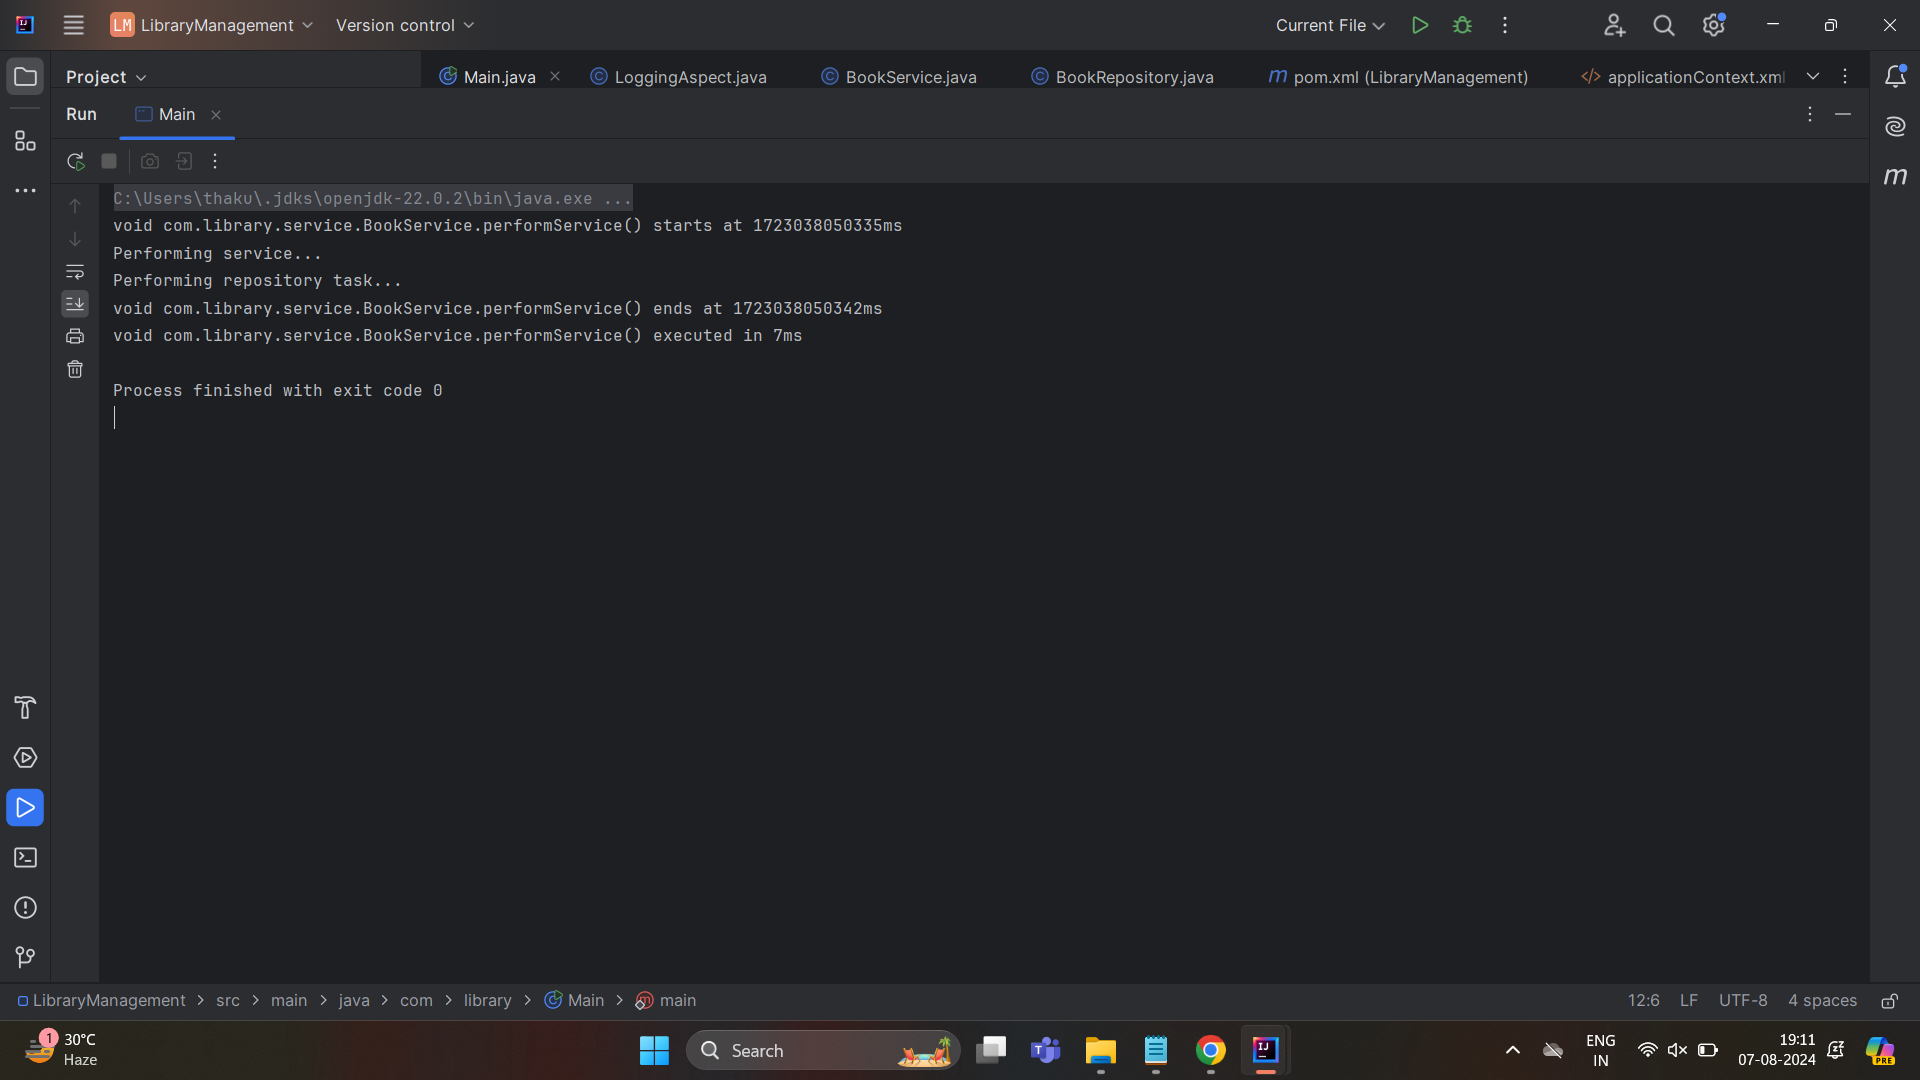 LM LibraryManagement Version control Current File
Project Main.java LoggingAspect.java BookService.java BookRepository.java m pom.xml (LibraryManagement) </> applicationContext.xml
Run Main
C:\Users\thaku\.jdks\openjdk-22.0.2\bin\java.exe ...
void com.library.service.BookService.performService() starts at 1723038050335ms
Performing service...
Performing repository task...
void com.library.service.BookService.performService() ends at 1723038050342ms
void com.library.service.BookService.performService() executed in 7ms
Process finished with exit code 0
LibraryManagement > src > main > java > com > library > Main > main 12:6 LF UTF-8 4 spaces
1 30°C
Haze
Search
ENG
IN
19:11
07-08-2024
PRE